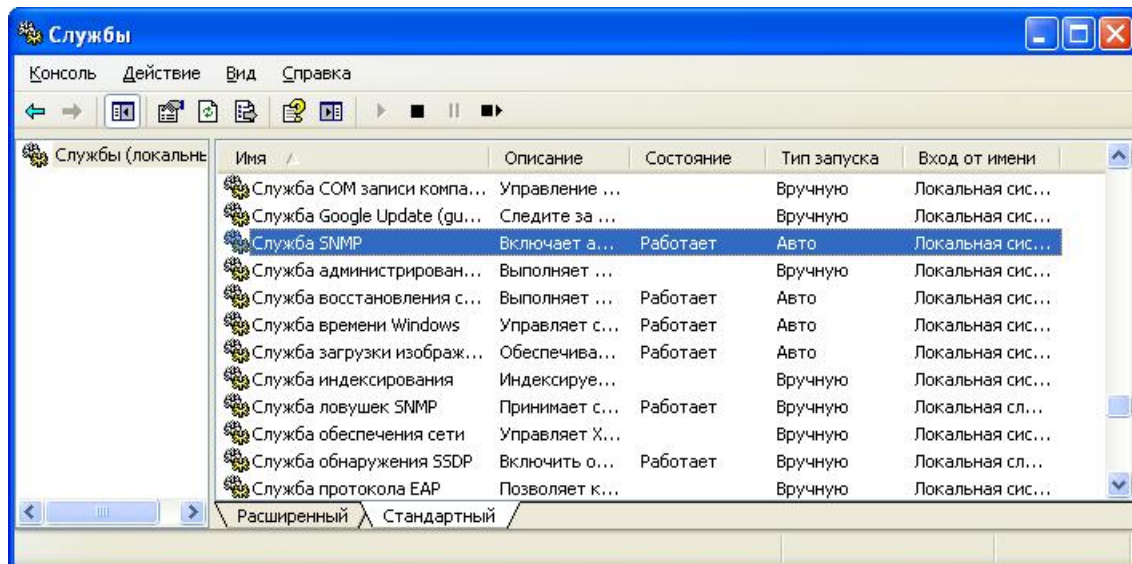 Службы
Консоль Действие Вид Справка
Службы (локальнь
Имя Описание Состояние Тип запуска Вход от имени
Служба COM записи компа... Управление ... Вручную Локальная сис...
Служба Google Update (gu... Следите за ... Вручную Локальная сис...
Служба SNMP Включает а... Работает Авто Локальная сис...
Служба администрирован... Выполняет ... Вручную Локальная сис...
Служба восстановления с... Выполняет ... Работает Авто Локальная сис...
Служба времени Windows Управляет с... Работает Авто Локальная сис...
Служба загрузки изображ... Обеспечива... Работает Авто Локальная сис...
Служба индексирования Индексируе... Вручную Локальная сис...
Служба ловушек SNMP Принимает с... Работает Вручную Локальная сл...
Служба обеспечения сети Управляет X... Вручную Локальная сис...
Служба обнаружения SSDP Включить о... Работает Вручную Локальная сл...
Служба протокола EAP Позволяет к... Вручную Локальная сис...
Расширенный Стандартный